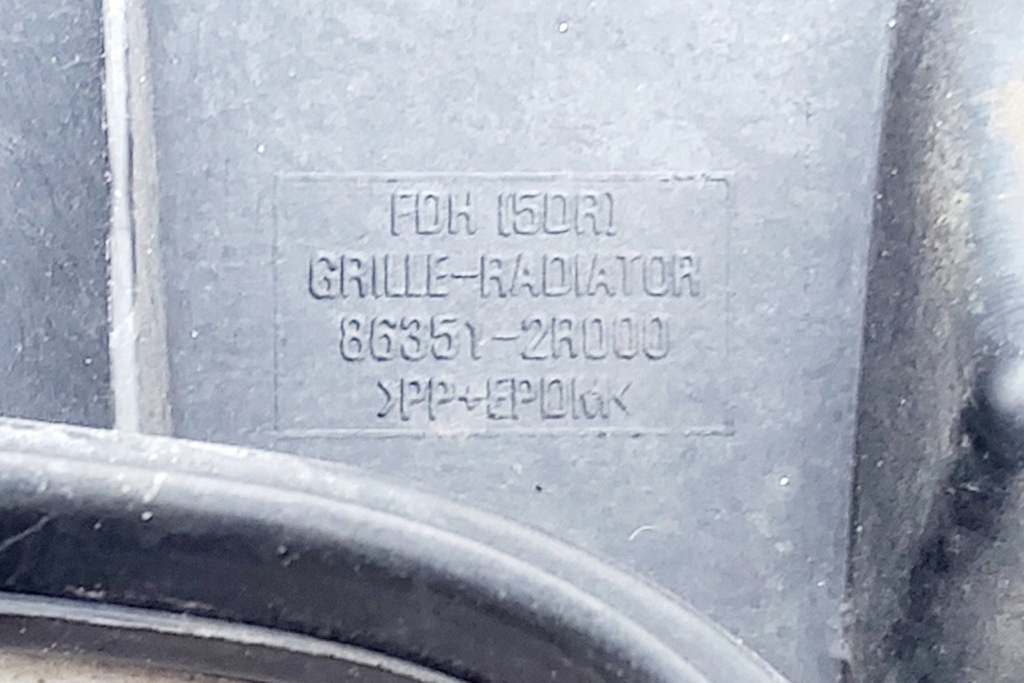 FDH (5DR)
GRILLE-RADIATOR
86351-2R000
>PP+EPDM<